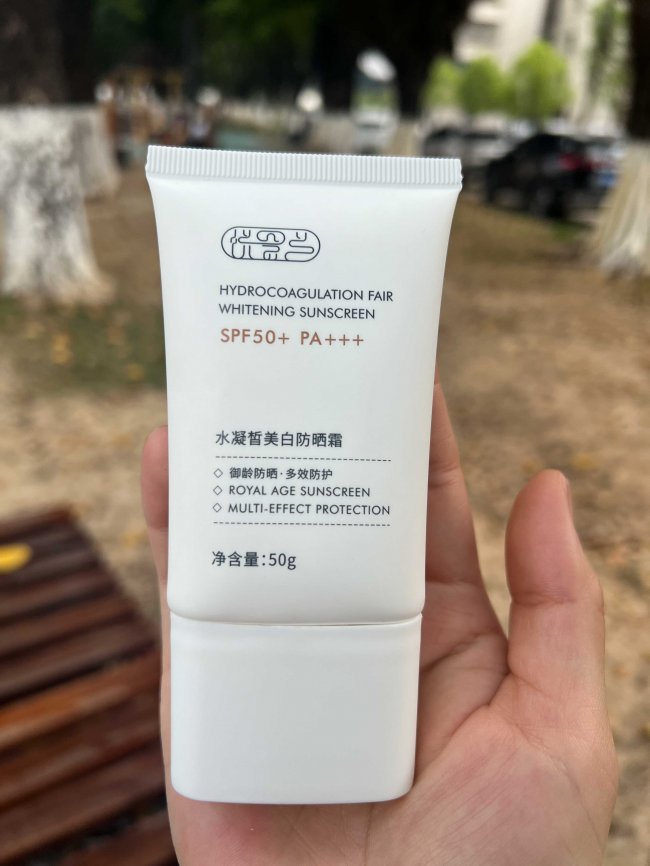 HYDROCOAGULATION FAIR
WHITENING SUNSCREEN
SPF50+ PA+++
水凝皙美白防晒霜
御龄防晒·多效防护
ROYAL AGE SUNSCREEN
MULTI-EFFECT PROTECTION
净含量:50g